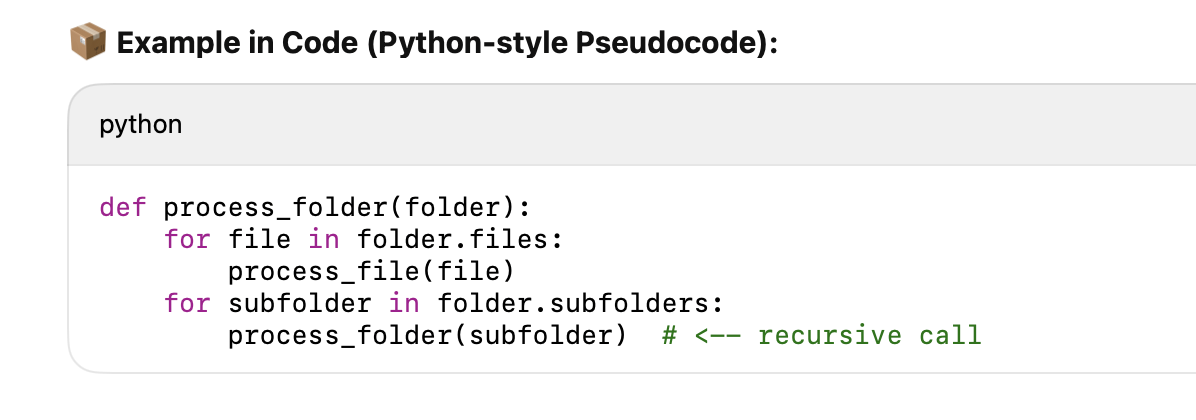 📦 Example in Code (Python-style Pseudocode):
python
def process_folder(folder):
    for file in folder.files:
        process_file(file)
    for subfolder in folder.subfolders:
        process_folder(subfolder)  # <-- recursive call